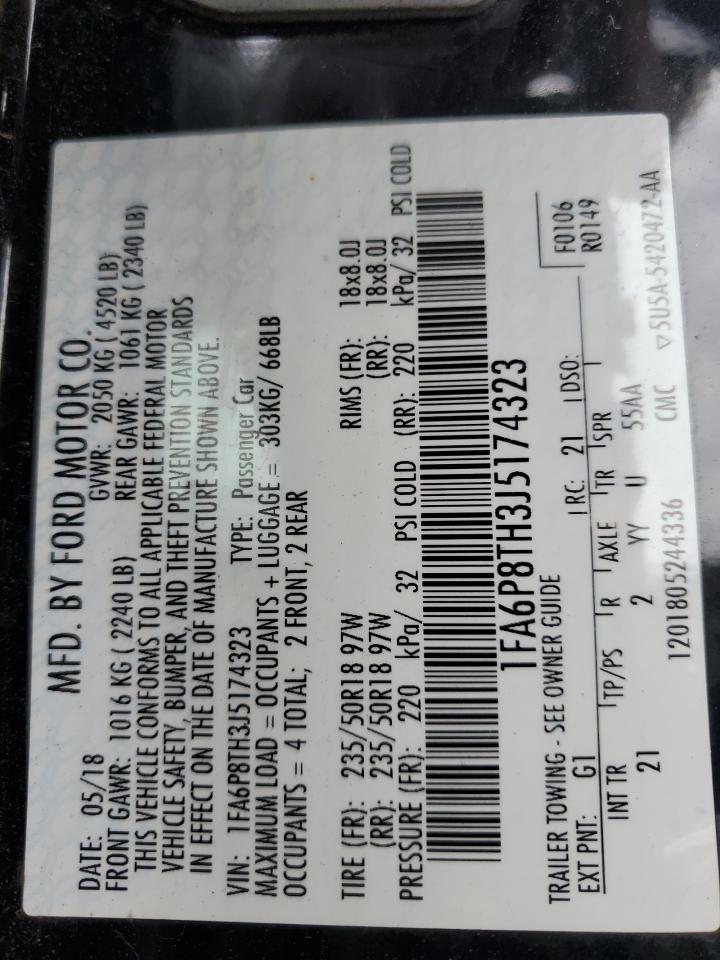 MFD. BY FORD MOTOR CO.
DATE: 05/18 GVWR: 2050 KG ( 4520 LB)
FRONT GAWR: 1016 KG ( 2240 LB) REAR GAWR: 1061 KG ( 2340 LB)
THIS VEHICLE CONFORMS TO ALL APPLICABLE FEDERAL MOTOR
VEHICLE SAFETY, BUMPER, AND THEFT PREVENTION STANDARDS
IN EFFECT ON THE DATE OF MANUFACTURE SHOWN ABOVE.
VIN: 1FA6P8TH3J5174323 TYPE: Passenger Car
MAXIMUM LOAD = OCCUPANTS + LUGGAGE = 303KG/ 668LB
OCCUPANTS = 4 TOTAL; 2 FRONT, 2 REAR
TIRE (FR): 235/50R18 97W RIMS (FR): 18x8.0J
(RR): 235/50R18 97W (RR): 18x8.0J
PRESSURE (FR): 220 kPa/ 32 PSI COLD (RR): 220 kPa/ 32 PSI COLD
1FA6P8TH3J5174323
TRAILER TOWING - SEE OWNER GUIDE F0106
EXT PNT: G1 RC: 21 DSO: R0149
INT TR TP/PS R AXLE TR SPR
21 2 YY U 55AA
1201805244336 CMC ▽5U5A-5420472-AA